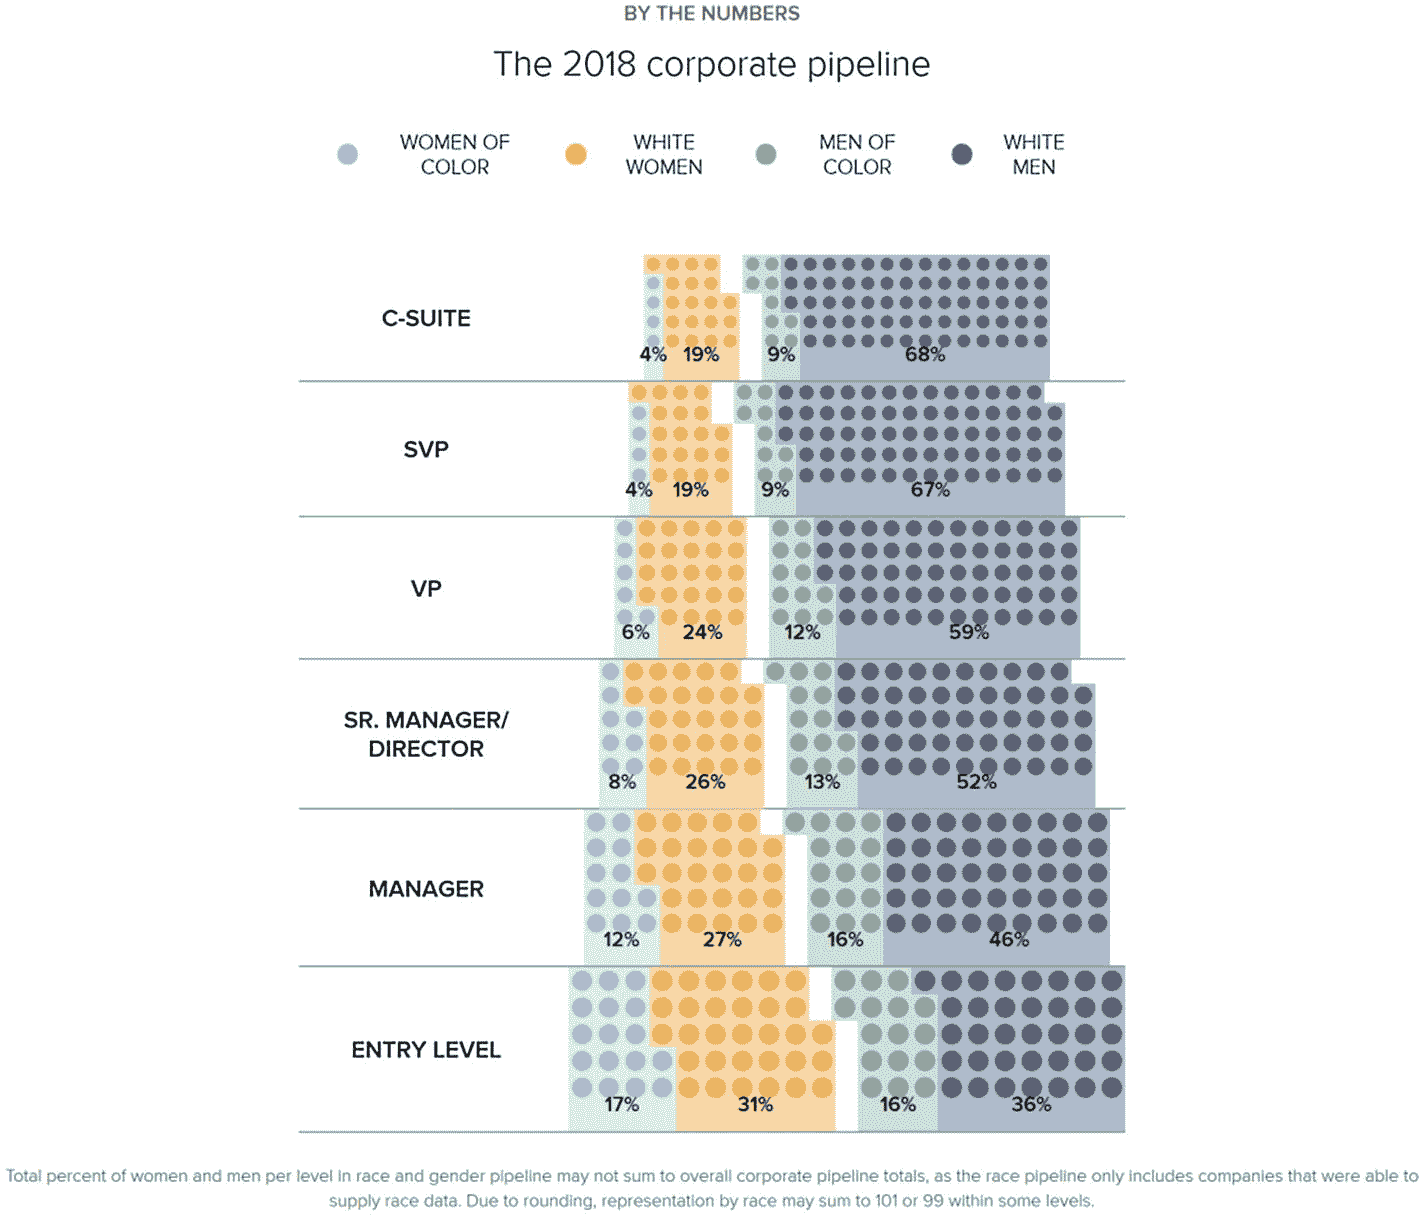 BY THE NUMBERS
The 2018 corporate pipeline
WOMEN OF
COLOR
WHITE
WOMEN
MEN OF
COLOR
WHITE
MEN
C-SUITE
4% 19% 9% 68%
SVP
4% 19% 9% 67%
VP
6% 24% 12% 59%
SR. MANAGER/
DIRECTOR
8% 26% 13% 52%
MANAGER
12% 27% 16% 46%
ENTRY LEVEL
17% 31% 16% 36%
Total percent of women and men per level in race and gender pipeline may not sum to overall corporate pipeline totals, as the race pipeline only includes companies that were able to
supply race data. Due to rounding, representation by race may sum to 101 or 99 within some levels.